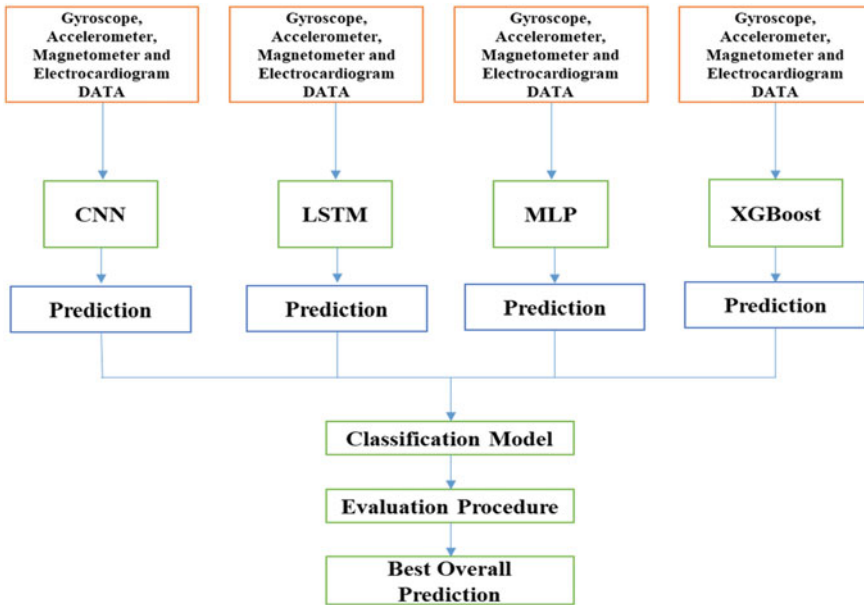 Gyroscope,
Accelerometer,
Magnetometer and
Electrocardiogram
DATA
Gyroscope,
Accelerometer,
Magnetometer and
Electrocardiogram
DATA
Gyroscope,
Accelerometer,
Magnetometer and
Electrocardiogram
DATA
Gyroscope,
Accelerometer,
Magnetometer and
Electrocardiogram
DATA
CNN
LSTM
MLP
XGBoost
Prediction
Prediction
Prediction
Prediction
Classification Model
Evaluation Procedure
Best Overall
Prediction